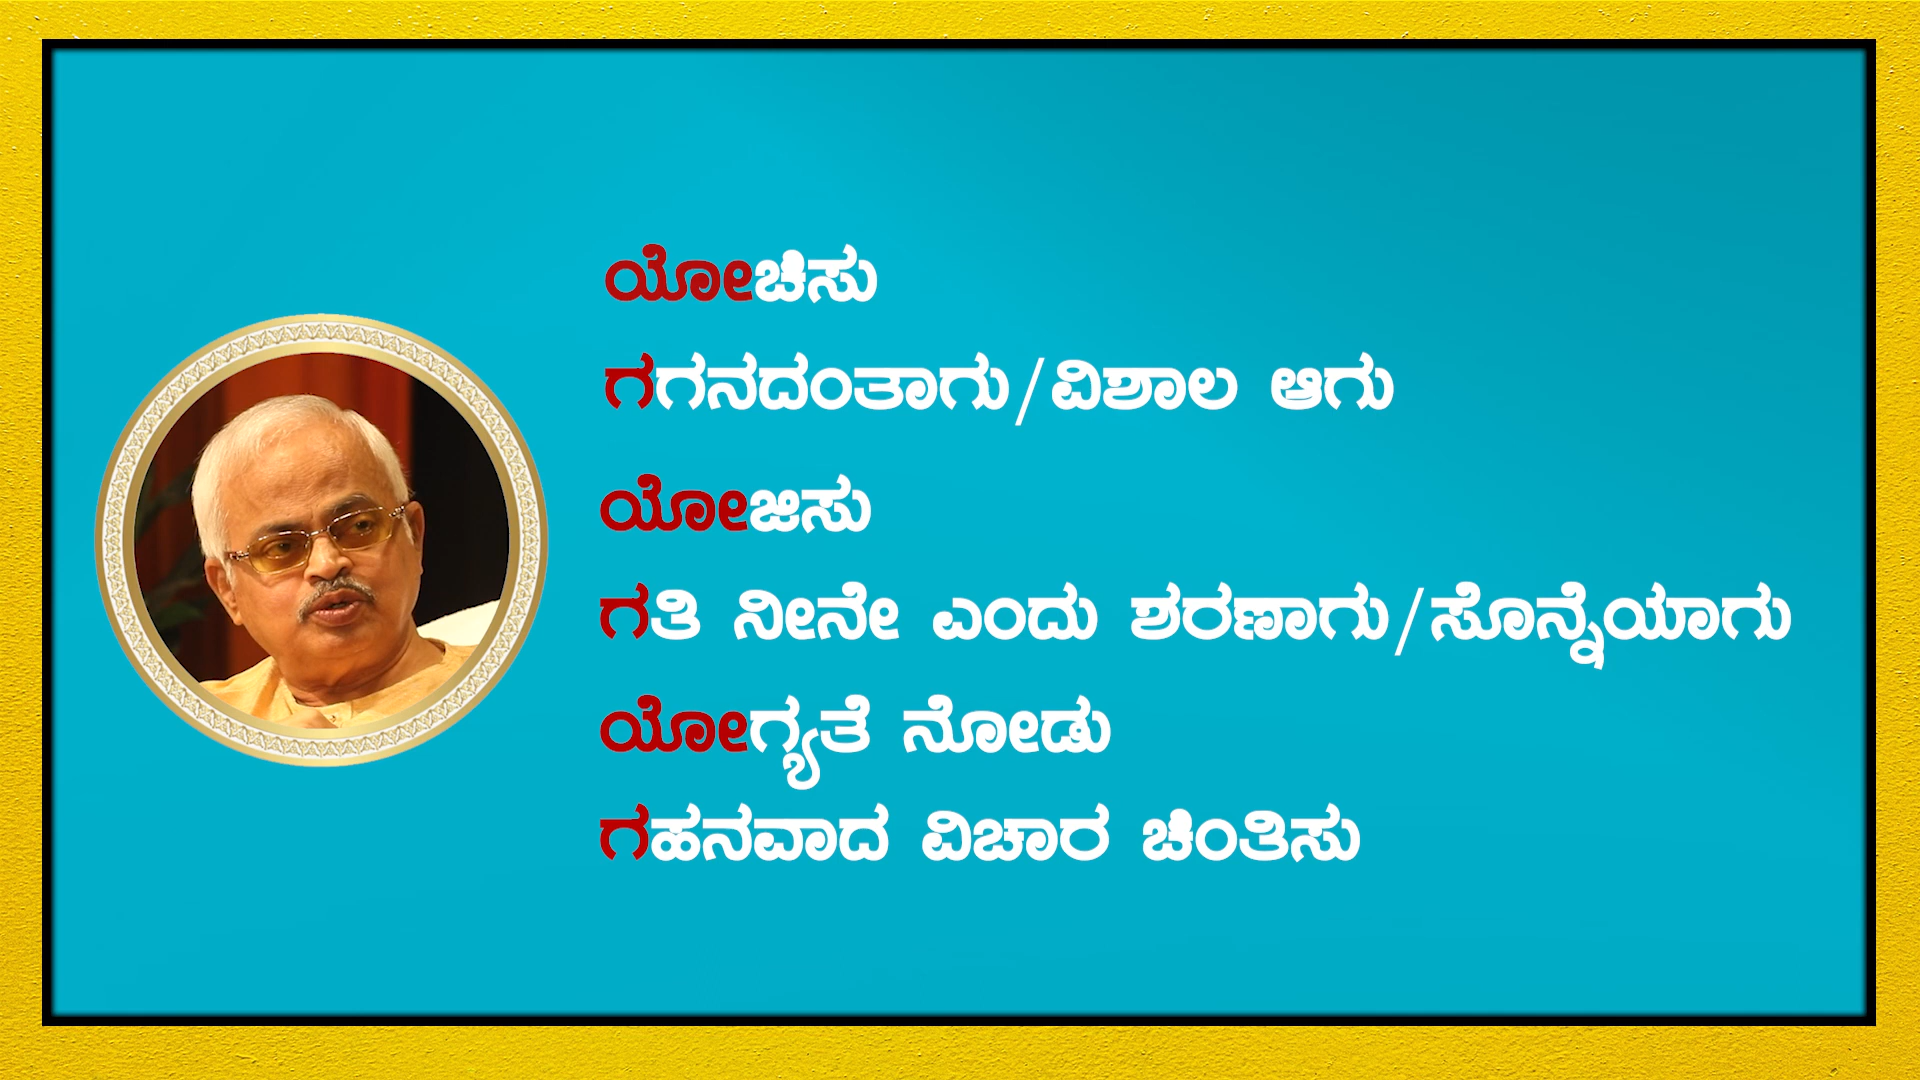 ಯೋಚಿಸು
ಗಗನದಂತಾಗು/ವಿಶಾಲ ಆಗು
ಯೋಜಿಸು
ಗತಿ ನೀನೇ ಎಂದು ಶರಣಾಗು/ಸೊನ್ನೆಯಾಗು
ಯೋಗ್ಯತೆ ನೋಡು
ಗಹನವಾದ ವಿಚಾರ ಚಿಂತಿಸು